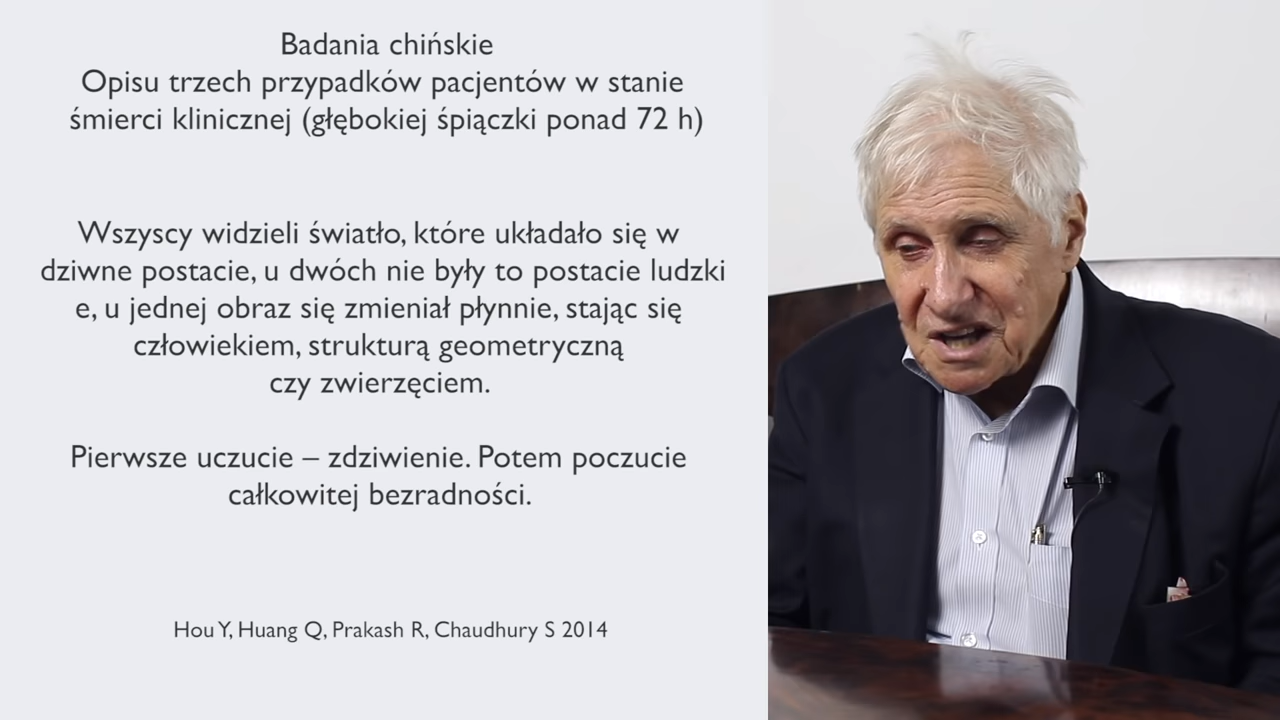 Badania chińskie
Opisu trzech przypadków pacjentów w stanie
śmierci klinicznej (głębokiej śpiączki ponad 72 h)
Wszyscy widzieli światło, które układało się w
dziwne postacie, u dwóch nie były to postacie ludzki
e, u jednej obraz się zmieniał płynnie, stając się
człowiekiem, strukturą geometryczną
czy zwierzęciem.
Pierwsze uczucie – zdziwienie. Potem poczucie
całkowitej bezradności.
Hou Y, Huang Q, Prakash R, Chaudhury S 2014